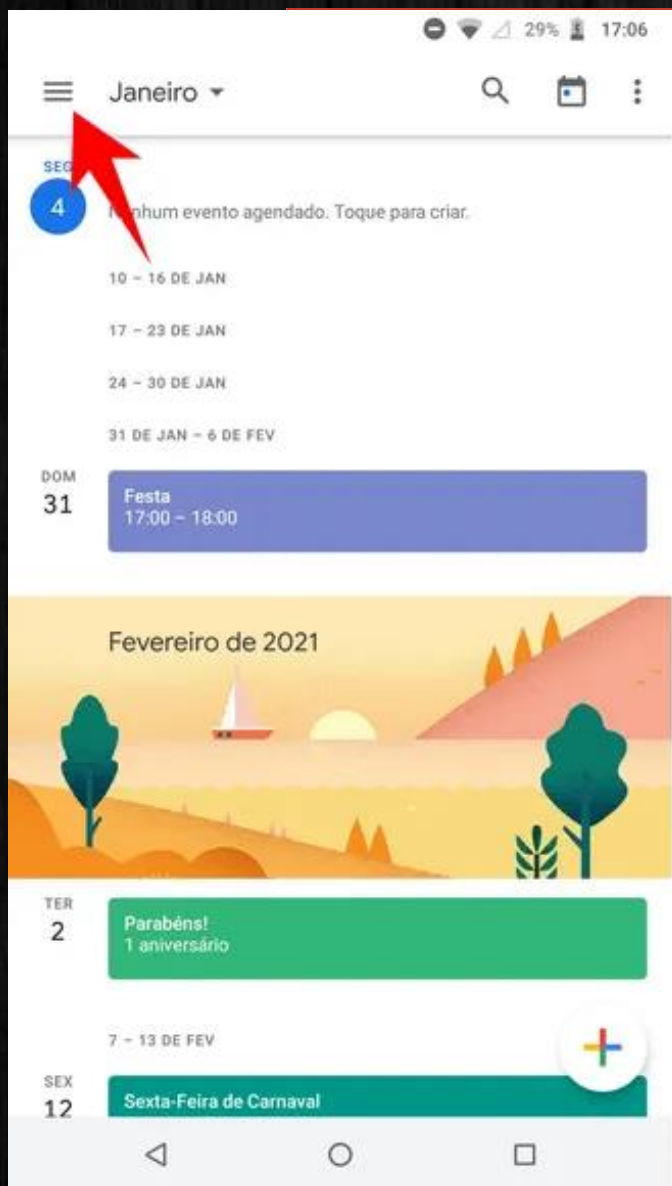 29% 17:06
Janeiro
SEG
4
evento agendado. Toque para criar.
10 – 16 DE JAN
17 – 23 DE JAN
24 – 30 DE JAN
31 DE JAN – 6 DE FEV
DOM
31
Festa
17:00 – 18:00
Fevereiro de 2021
TER
2
Parabéns!
1 aniversário
7 – 13 DE FEV
SEX
12
Sexta-Feira de Carnaval